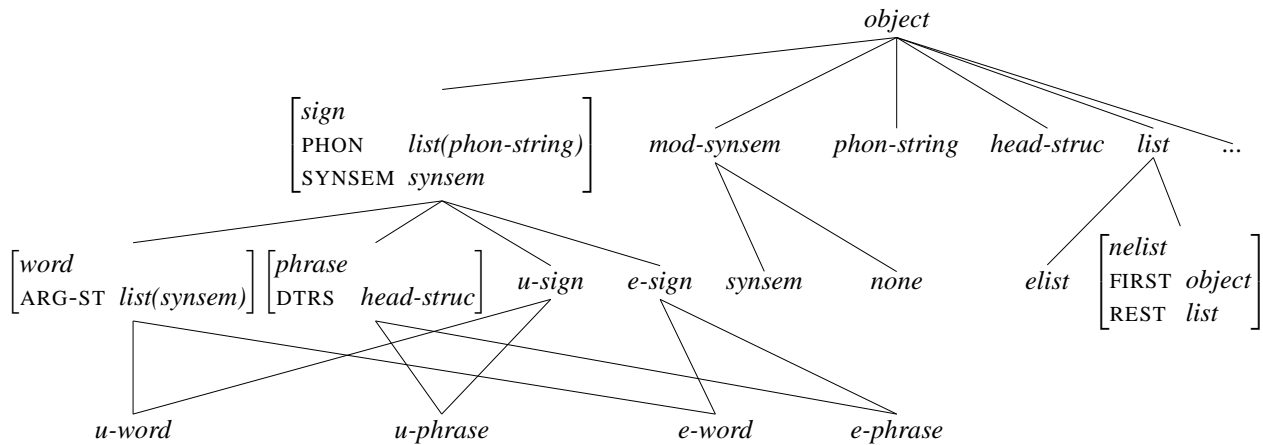 object
sign
PHON list(phon-string)
SYNSEM synsem
mod-synsem phon-string head-struc list ...
word
ARG-ST list(synsem)
phrase
DTRS head-struc
u-sign e-sign synsem none elist
nelist
FIRST object
REST list
u-word u-phrase e-word e-phrase